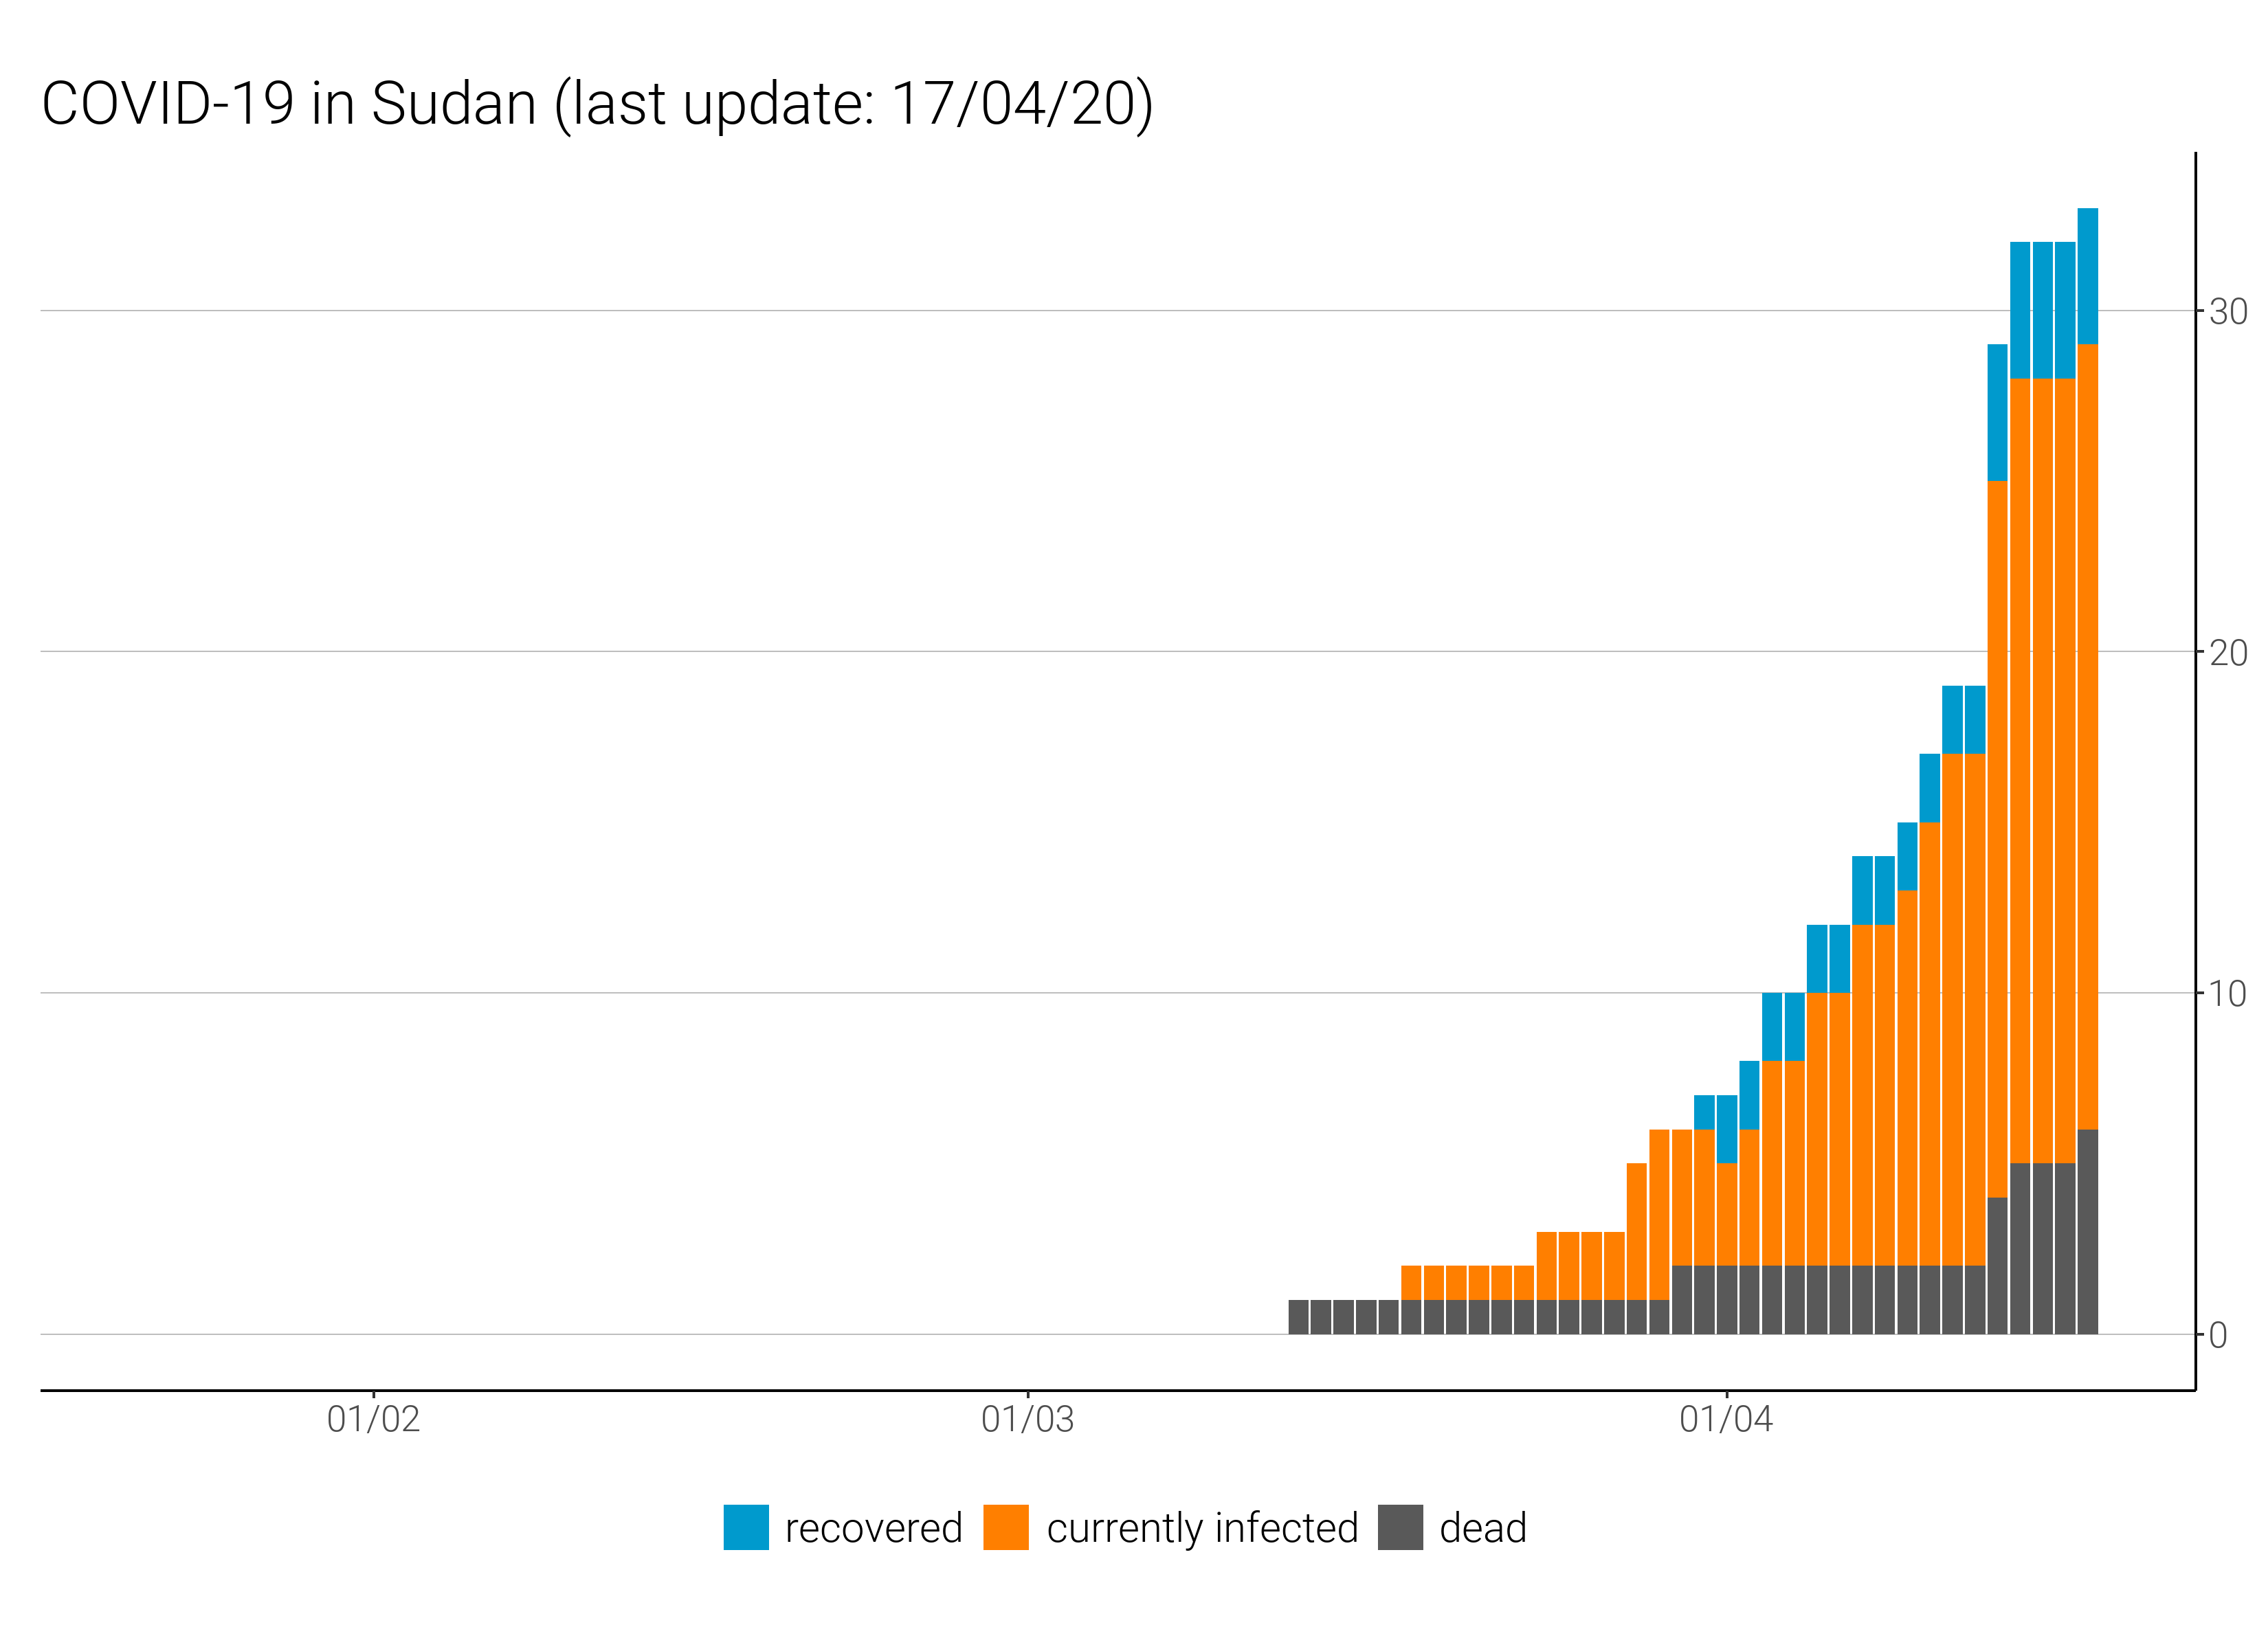 COVID-19 in Sudan (last update: 17/04/20)
30
20
10
0
01/02 01/03 01/04
recovered currently infected dead